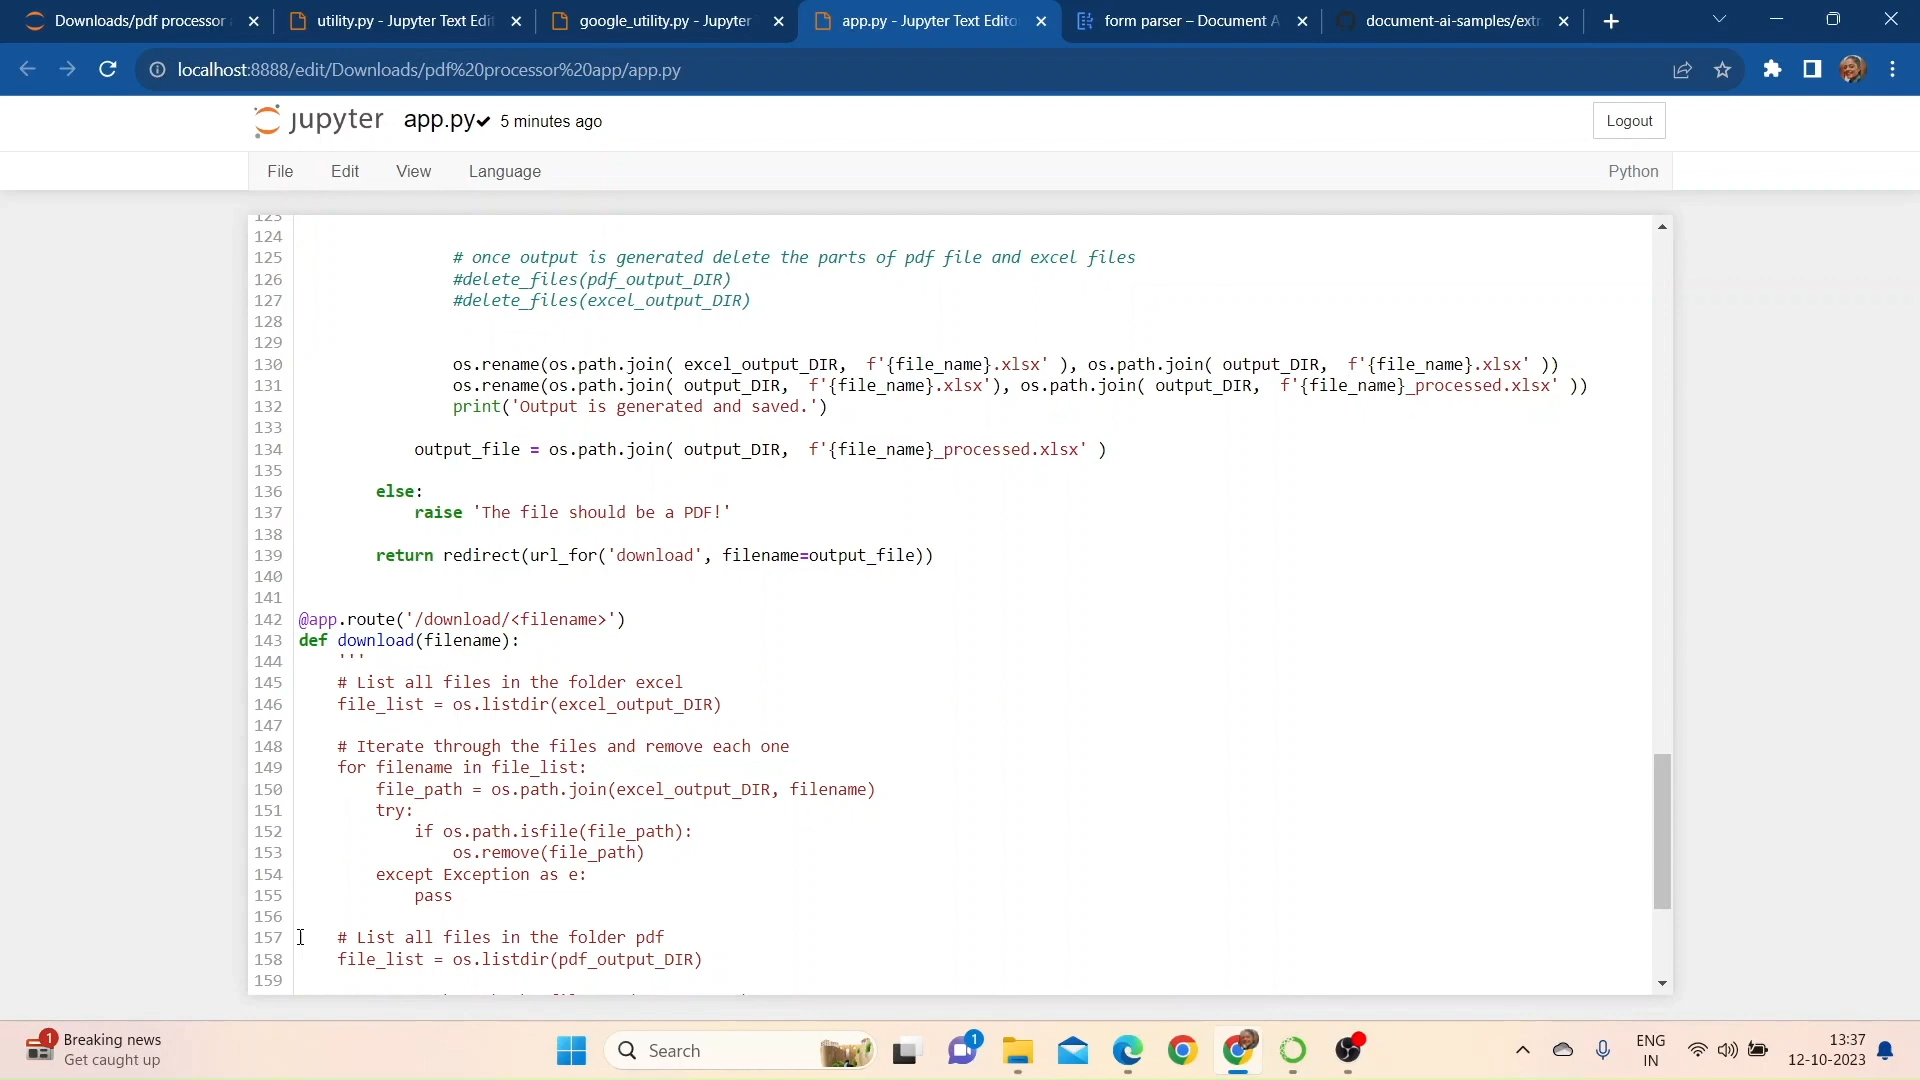 Downloads/pdf processor
utility.py - Jupyter Text Edit
google_utility.py - Jupyter
app.py - Jupyter Text Edito
form parser – Document A
document-ai-samples/extr
localhost:8888/edit/Downloads/pdf%20processor%20app/app.py
jupyter app.py 5 minutes ago
Logout
File Edit View Language
Python
123
124
125 # once output is generated delete the parts of pdf file and excel files
126 #delete_files(pdf_output_DIR)
127 #delete_files(excel_output_DIR)
128
129
130 os.rename(os.path.join( excel_output_DIR, f'{file_name}.xlsx' ), os.path.join( output_DIR, f'{file_name}.xlsx' ))
131 os.rename(os.path.join( output_DIR, f'{file_name}.xlsx'), os.path.join( output_DIR, f'{file_name}_processed.xlsx' ))
132 print('Output is generated and saved.')
133
134 output_file = os.path.join( output_DIR, f'{file_name}_processed.xlsx' )
135
136 else:
137 raise 'The file should be a PDF!'
138
139 return redirect(url_for('download', filename=output_file))
140
141
142 @app.route('/download/<filename>')
143 def download(filename):
144 '''
145 # List all files in the folder excel
146 file_list = os.listdir(excel_output_DIR)
147
148 # Iterate through the files and remove each one
149 for filename in file_list:
150 file_path = os.path.join(excel_output_DIR, filename)
151 try:
152 if os.path.isfile(file_path):
153 os.remove(file_path)
154 except Exception as e:
155 pass
156
157 # List all files in the folder pdf
158 file_list = os.listdir(pdf_output_DIR)
159
1 Breaking news
Get caught up
Search
1
ENG
IN
13:37
12-10-2023